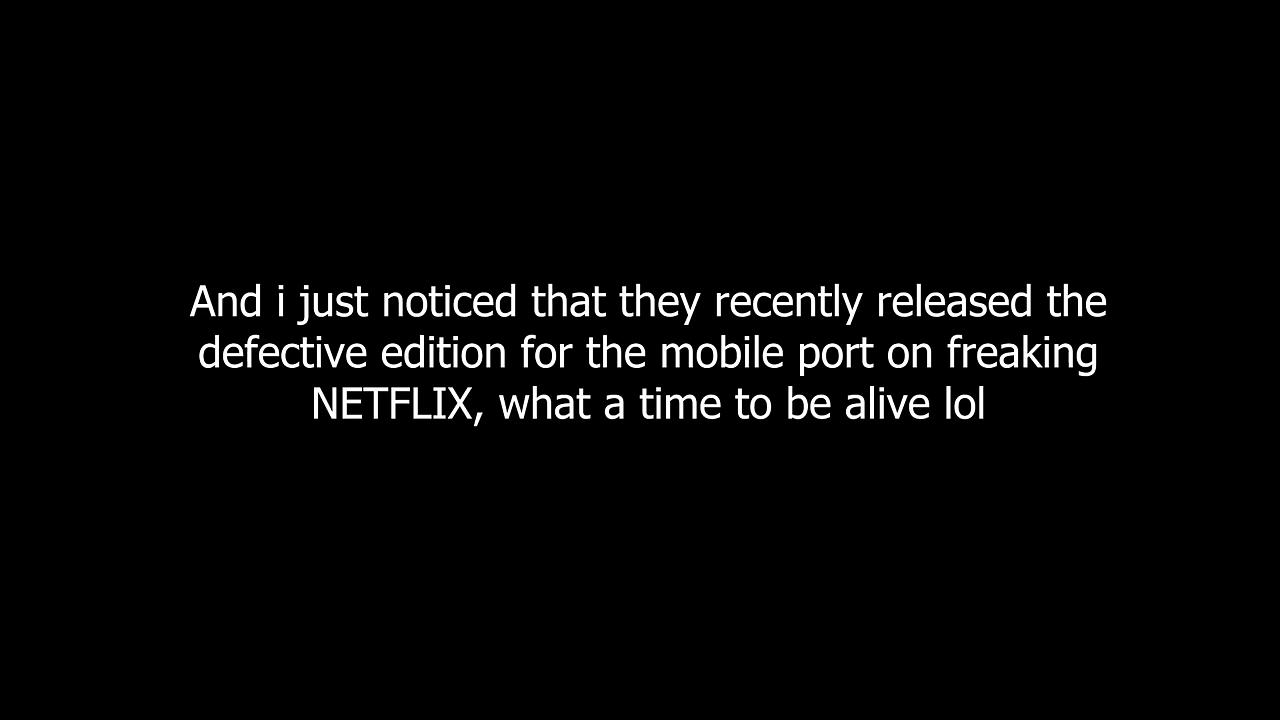 And i just noticed that they recently released the
defective edition for the mobile port on freaking
NETFLIX, what a time to be alive lol